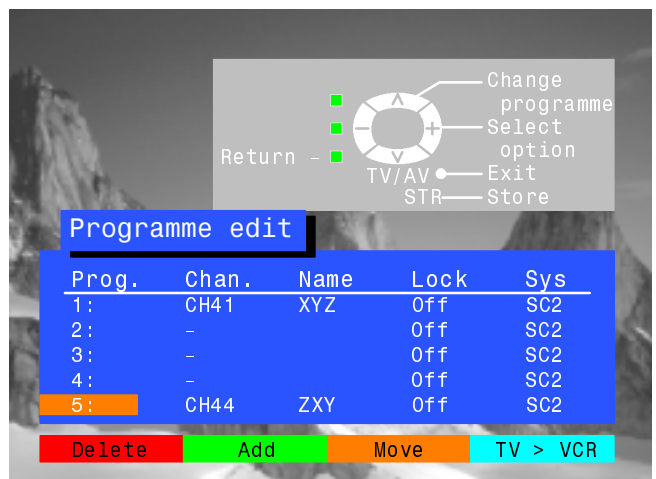 Change
programme
Select
option
Return –
TV/AV Exit
STR Store
Programme edit
Prog. Chan. Name Lock Sys
1: CH41 XYZ Off SC2
2: – Off SC2
3: – Off SC2
4: – Off SC2
5: CH44 ZXY Off SC2
Delete Add Move TV > VCR